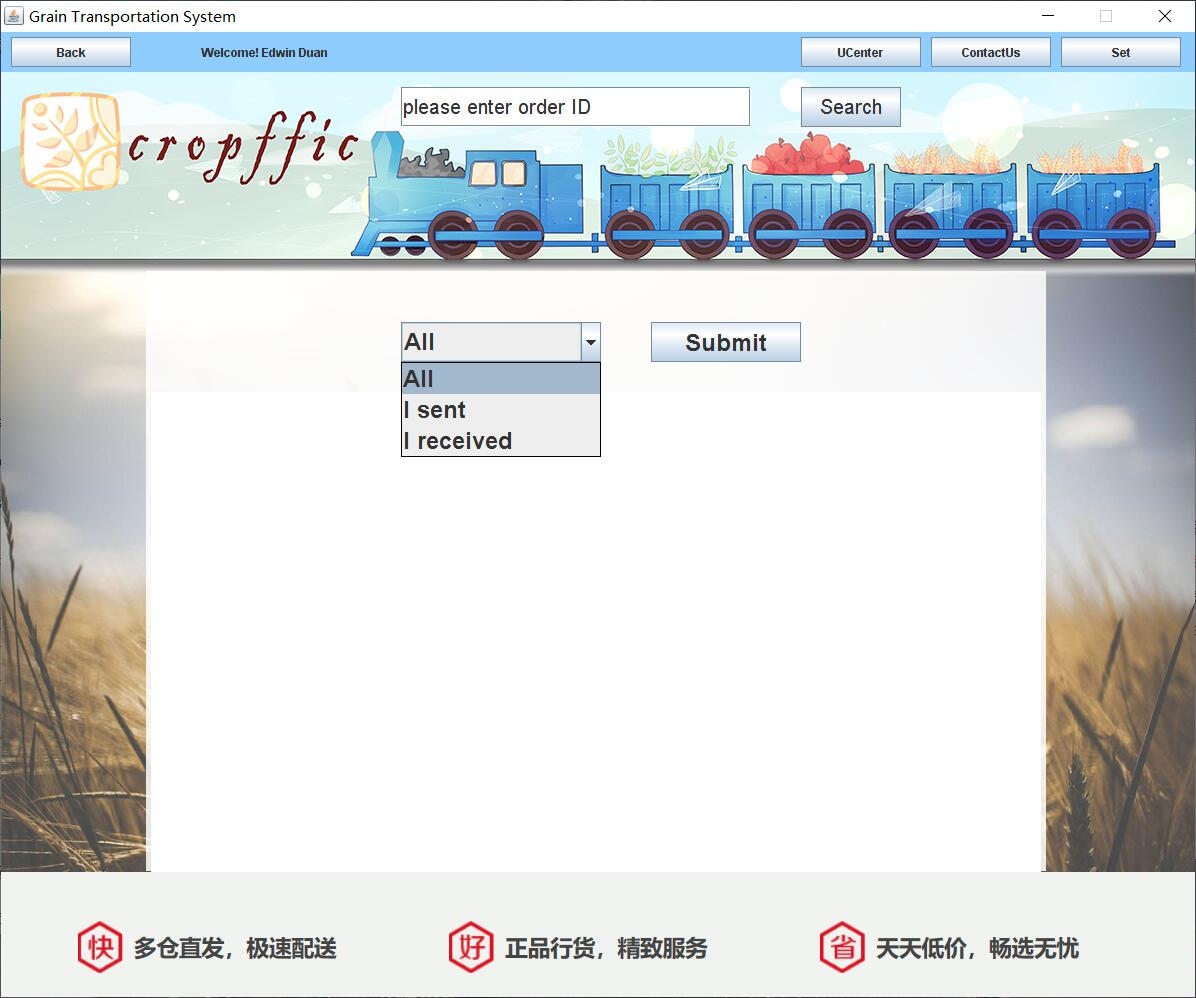 Grain Transportation System
Back
Welcome! Edwin Duan
UCenter
ContactUs
Set
cropffic
please enter order ID
Search
All
Submit
All
I sent
I received
快 多仓直发，极速配送
好 正品行货，精致服务
省 天天低价，畅选无忧